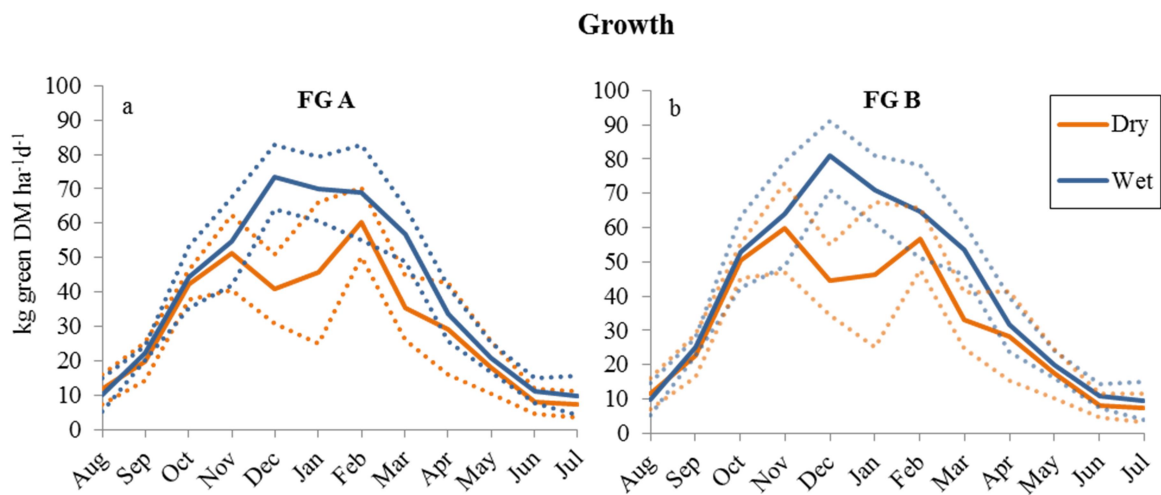 Growth
a
FG A
kg green DM ha⁻¹d⁻¹
100
90
80
70
60
50
40
30
20
10
0
Aug
Sep
Oct
Nov
Dec
Jan
Feb
Mar
Apr
May
Jun
Jul
b
FG B
100
90
80
70
60
50
40
30
20
10
0
Aug
Sep
Oct
Nov
Dec
Jan
Feb
Mar
Apr
May
Jun
Jul
Dry
Wet